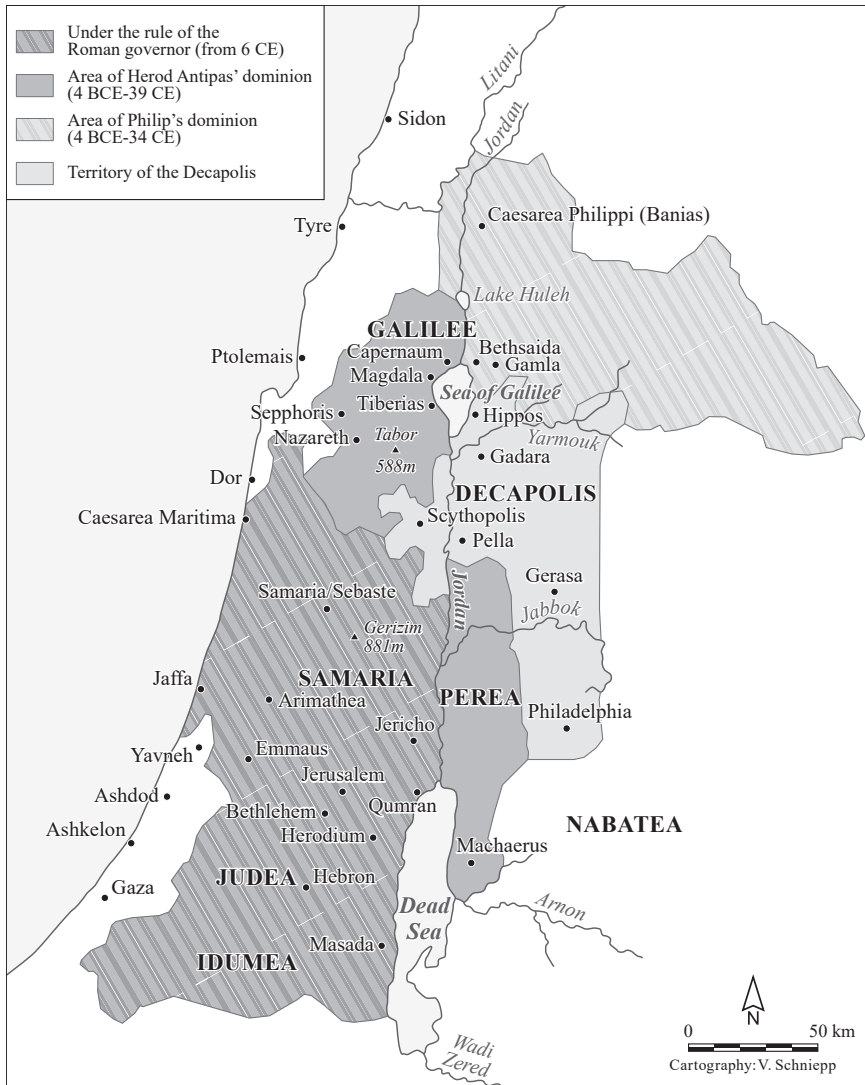 Under the rule of the
Roman governor (from 6 CE)
Area of Herod Antipas’ dominion
(4 BCE-39 CE)
Area of Philip’s dominion
(4 BCE-34 CE)
Territory of the Decapolis
Litani
Jordan
Sidon
Tyre
Caesarea Philippi (Banias)
Lake Huleh
GALILEE
Ptolemais
Capernaum
Bethsaida
Gamla
Magdala
Sea of Galilee
Tiberias
Sepphoris
Hippos
Nazareth
Tabor
588m
Yarmouk
Gadara
Dor
DECAPOLIS
Caesarea Maritima
Scythopolis
Pella
Jordan
Gerasa
Samaria/Sebaste
Jabbok
Gerizim
881m
SAMARIA
Jaffa
PEREA
Arimathea
Philadelphia
Jericho
Yavneh
Emmaus
Jerusalem
Ashdod
Qumran
Bethlehem
NABATEA
Ashkelon
Herodium
Machaerus
JUDEA
Hebron
Gaza
Dead
Sea
Arnon
Masada
IDUMEA
N
Wadi
Zered
0 50 km
Cartography: V. Schniepp